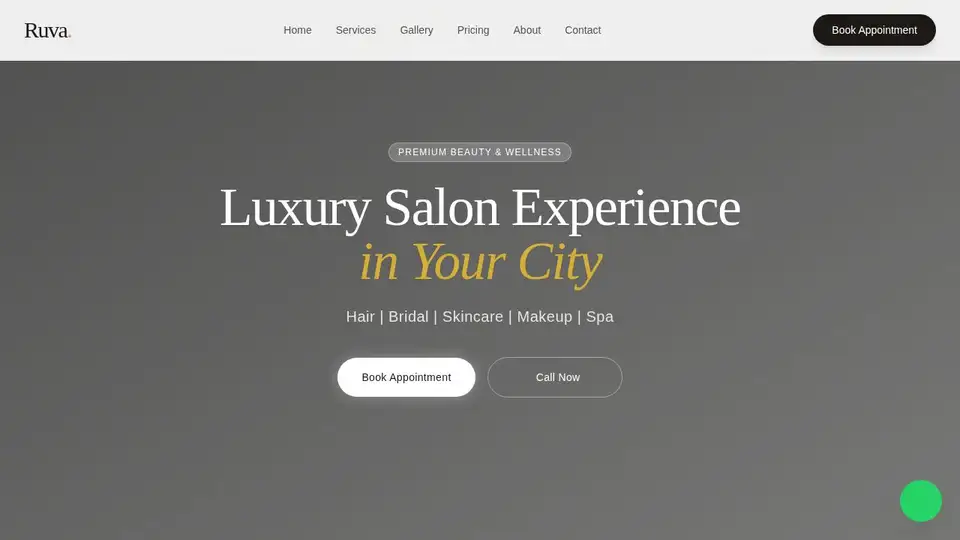 Ruva.
Home
Services
Gallery
Pricing
About
Contact
Book Appointment
PREMIUM BEAUTY & WELLNESS
Luxury Salon Experience
in Your City
Hair | Bridal | Skincare | Makeup | Spa
Book Appointment
Call Now